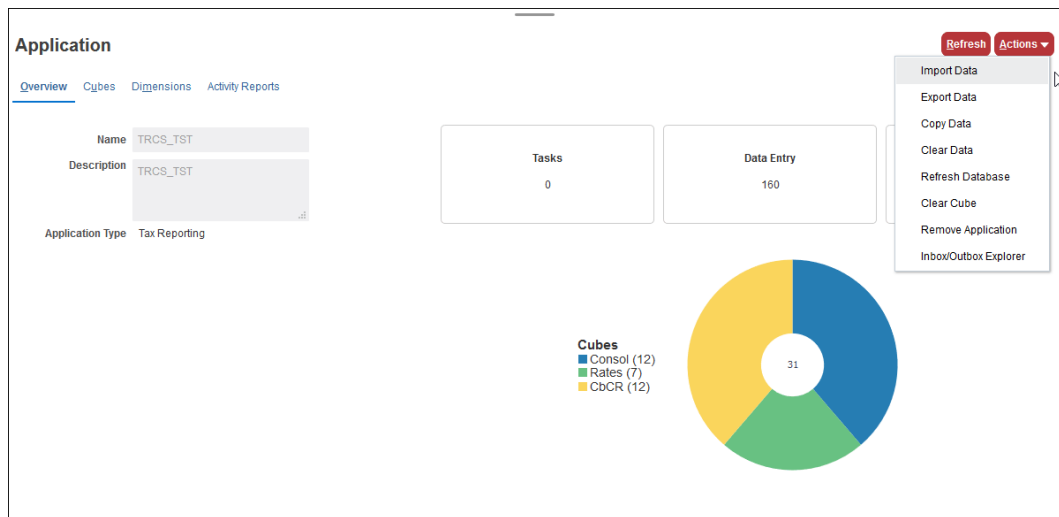 Application
Refresh
Actions
Import Data
Export Data
Copy Data
Clear Data
Refresh Database
Clear Cube
Remove Application
Inbox/Outbox Explorer
Overview
Cubes
Dimensions
Activity Reports
Name
TRCS_TST
Description
TRCS_TST
Application Type
Tax Reporting
Tasks
0
Data Entry
160
Cubes
Consol (12)
Rates (7)
CbCR (12)
31